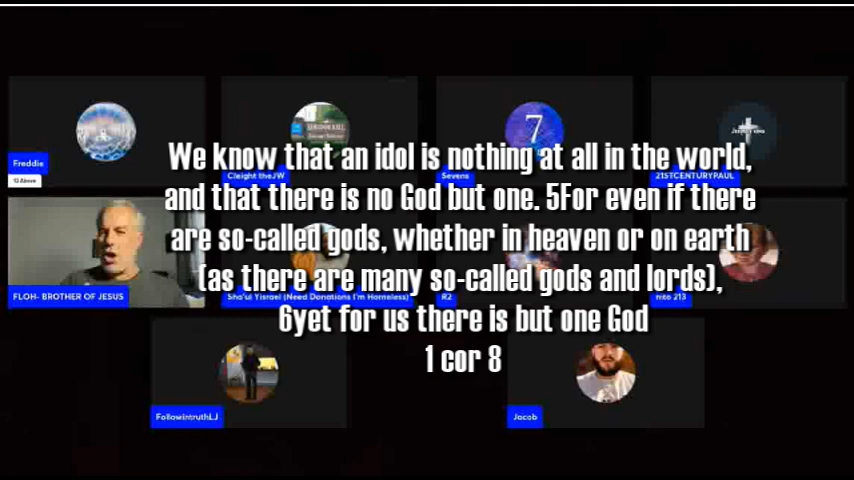 We know that an idol is nothing at all in the world,
and that there is no God but one. 5For even if there
are so-called gods, whether in heaven or on earth
(as there are many so-called gods and lords),
6yet for us there is but one God
1 cor 8
Freddie
Cleight theJW
7
Sevens
21STCENTURYPAUL
FLOH- BROTHER OF JESUS
Sha'ul Yisrael (Need Donations I'm Homeless)
R2
213
FollowintruthLJ
Jacob